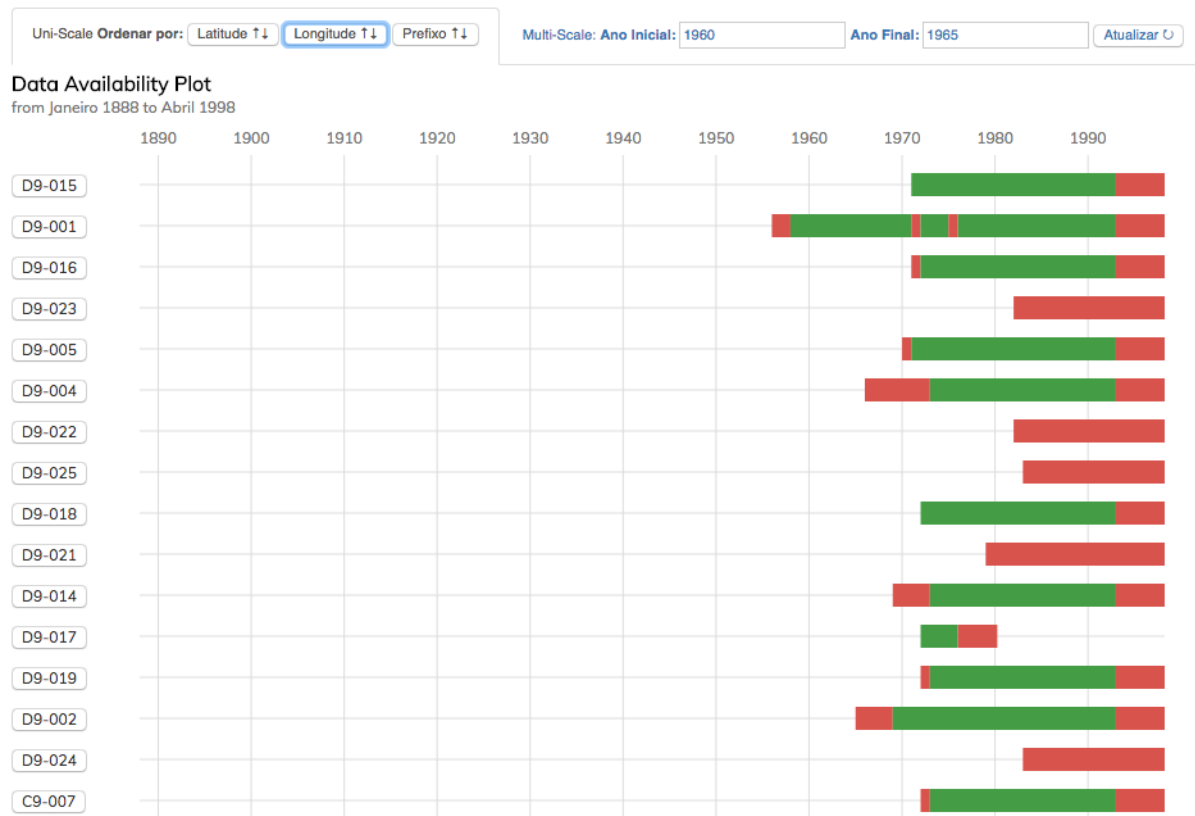 Uni-Scale Ordenar por: Latitude ↑↓ Longitude ↑↓ Prefixo ↑↓ Multi-Scale: Ano Inicial: 1960 Ano Final: 1965 Atualizar ↻
Data Availability Plot
from Janeiro 1888 to Abril 1998
1890 1900 1910 1920 1930 1940 1950 1960 1970 1980 1990
D9-015
D9-001
D9-016
D9-023
D9-005
D9-004
D9-022
D9-025
D9-018
D9-021
D9-014
D9-017
D9-019
D9-002
D9-024
C9-007